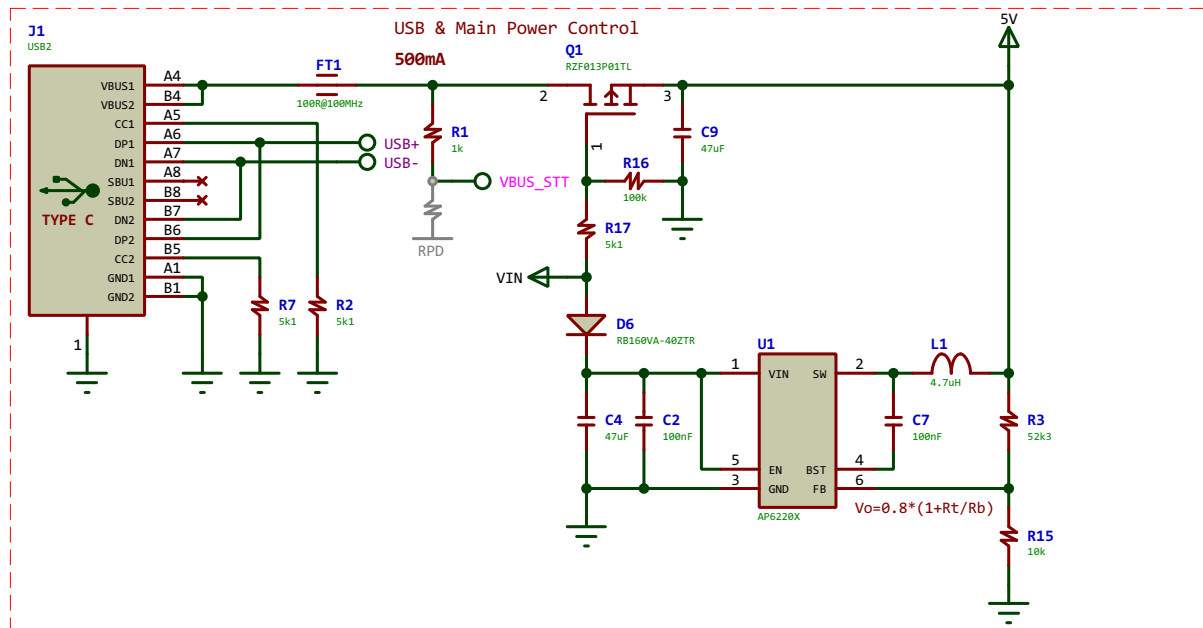 USB & Main Power Control
500mA
J1
USB2
VBUS1 A4
VBUS2 B4
CC1 A5
DP1 A6
DN1 A7
SBU1 A8
SBU2 B8
DN2 B7
DP2 B6
CC2 B5
GND1 A1
GND2 B1
TYPE C
1
FT1
100R@100MHz
USB+
USB-
R1
1k
VBUS_STT
RPD
R7
5k1
R2
5k1
Q1
RZF013P01TL
2
3
1
C9
47uF
R16
100k
R17
5k1
VIN
D6
RB160VA-40ZTR
C4
47uF
C2
100nF
U1
1 VIN
SW 2
5 EN
BST 4
3 GND
FB 6
AP6220X
L1
4.7uH
C7
100nF
5V
R3
52k3
Vo=0.8*(1+Rt/Rb)
R15
10k